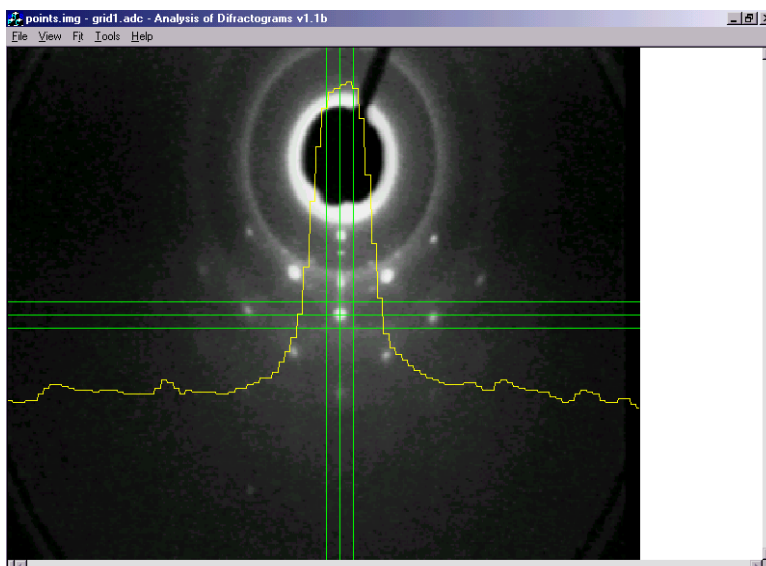 points.img - grid1.adc - Analysis of Difractograms v1.1b
File View Fit Tools Help